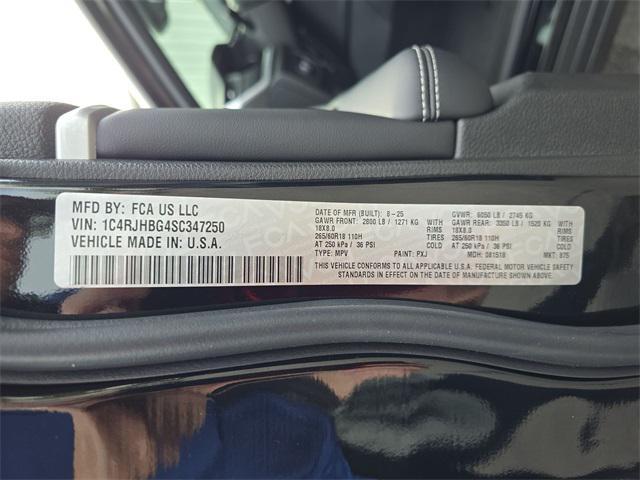 MFD BY: FCA US LLC
VIN: 1C4RJHBG4SC347250
VEHICLE MADE IN: U.S.A.
DATE OF MFR (BUILT): 8-25 GVWR: 6050 LB / 2745 KG
GAWR FRONT: 2800 LB / 1271 KG WITH GAWR REAR: 3350 LB / 1520 KG WITH
18X8.0 RIMS 18X8.0 RIMS
265/60R18 110H TIRES 265/60R18 110H TIRES
AT 250 kPa / 36 PSI AT 250 kPa / 36 PSI
TYPE: MPV PAINT: PXJ MDH: 081518 MKT: 875
THIS VEHICLE CONFORMS TO ALL APPLICABLE U.S.A. FEDERAL MOTOR VEHICLE SAFETY
STANDARDS IN EFFECT ON THE DATE OF MANUFACTURE SHOWN ABOVE.